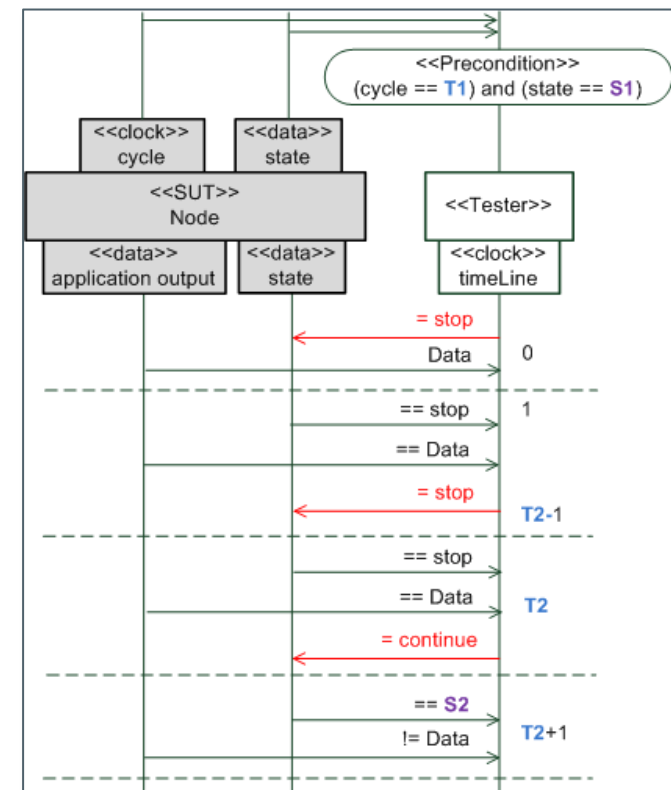 <<Precondition>>
(cycle == T1) and (state == S1)
<<clock>>
cycle
<<data>>
state
<<SUT>>
Node
<<Tester>>
<<data>>
application output
<<data>>
state
<<clock>>
timeLine
= stop
Data
0
== stop
1
== Data
= stop
T2-1
== stop
== Data
T2
= continue
== S2
!= Data
T2+1